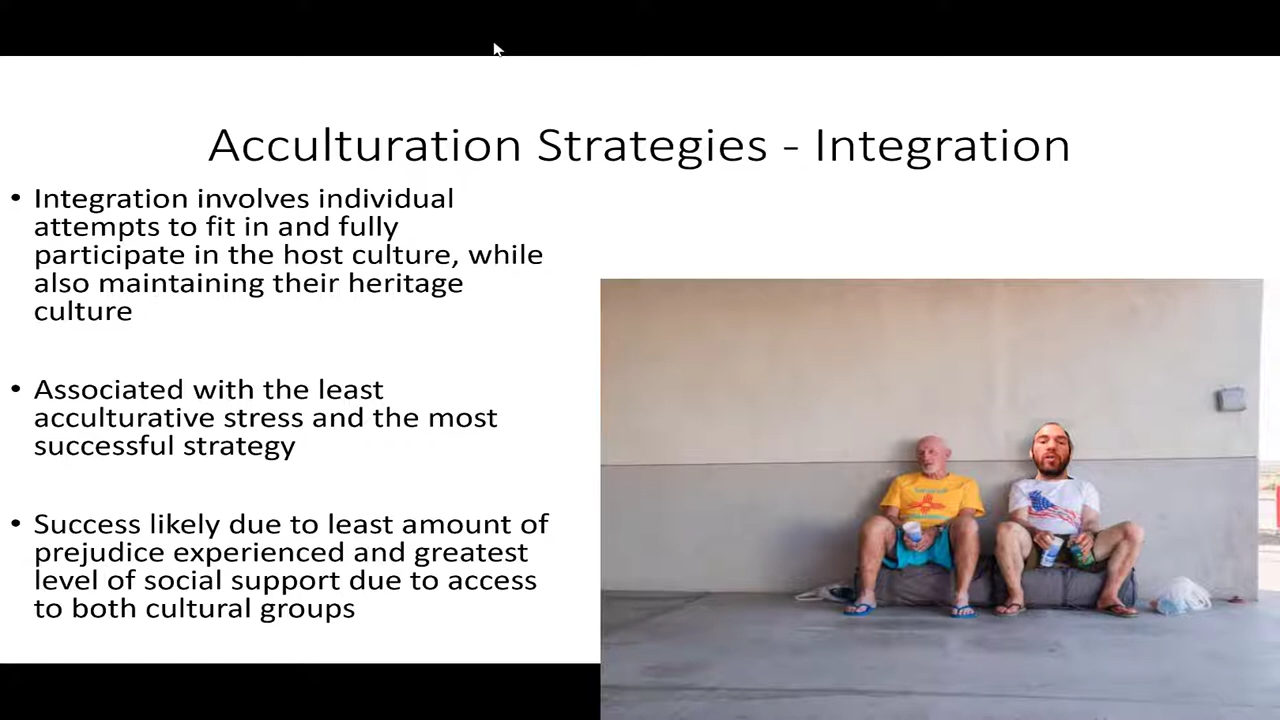 Acculturation Strategies - Integration
• Integration involves individual
attempts to fit in and fully
participate in the host culture, while
also maintaining their heritage
culture
• Associated with the least
acculturative stress and the most
successful strategy
• Success likely due to least amount of
prejudice experienced and greatest
level of social support due to access
to both cultural groups